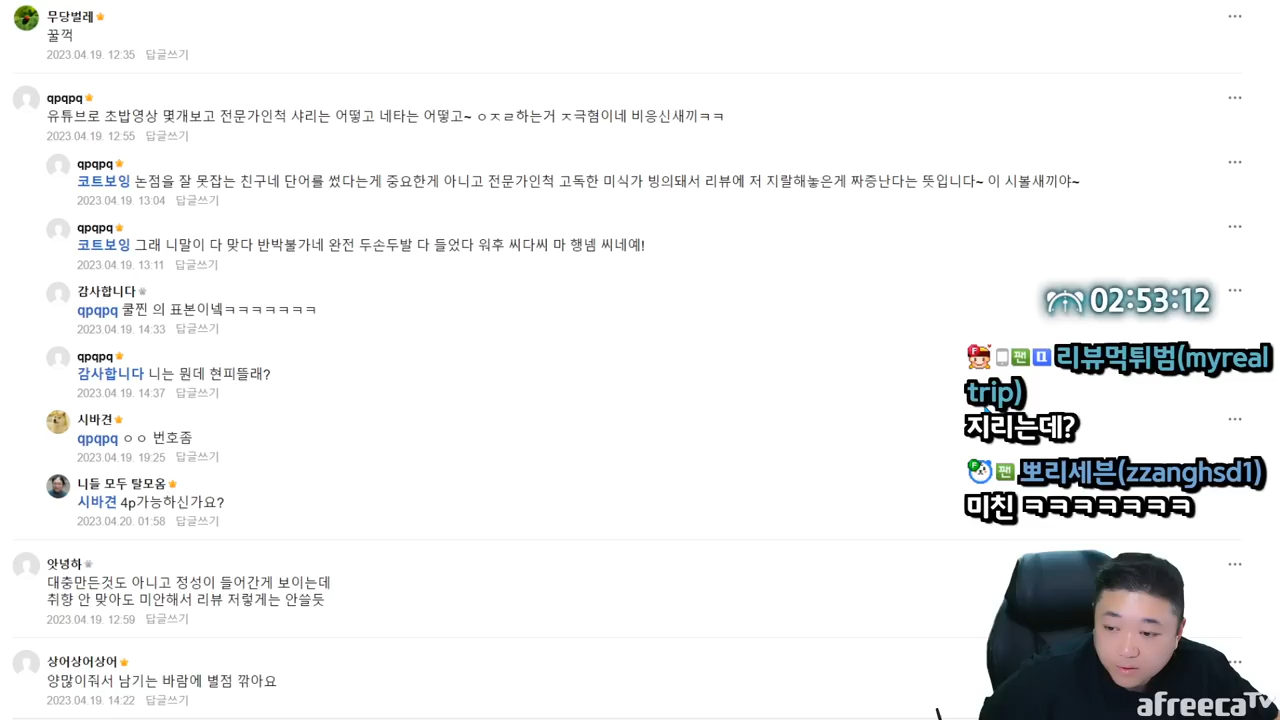 무당벌레
꿀꺽
2023.04.19. 12:35 답글쓰기
qpqpq
유튜브로 초밥영상 몇개보고 전문가인척 샤리는 어떻고 네타는 어떻고~ ㅇㅈㄹ하는거 ㅈ극혐이네 비응신새끼ㅋㅋ
2023.04.19. 12:55 답글쓰기
qpqpq
코트보잉 논점을 잘 못잡는 친구네 단어를 썼다는게 중요한게 아니고 전문가인척 고독한 미식가 빙의돼서 리뷰에 저 지랄해놓은게 짜증난다는 뜻입니다~ 이 시볼새끼야~
2023.04.19. 13:04 답글쓰기
qpqpq
코트보잉 그래 니말이 다 맞다 반박불가네 완전 두손두발 다 들었다 워후 씨다씨 마 행넴 씨네예!
2023.04.19. 13:11 답글쓰기
감사합니다
qpqpq 쿨찐 의 표본이넼ㅋㅋㅋㅋㅋㅋㅋ
2023.04.19. 14:33 답글쓰기
qpqpq
감사합니다 니는 뭔데 현피뜰래?
2023.04.19. 14:37 답글쓰기
시바견
qpqpq ㅇㅇ 번호좀
2023.04.19. 19:25 답글쓰기
니들 모두 탈모옴
시바견 4p가능하신가요?
2023.04.20. 01:58 답글쓰기
앗녕하
대충만든것도 아니고 정성이 들어간게 보이는데
취향 안 맞아도 미안해서 리뷰 저렇게는 안쓸듯
2023.04.19. 12:59 답글쓰기
상어상어상어
양많이줘서 남기는 바람에 별점 깎아요
2023.04.19. 14:22 답글쓰기
02:53:12
팬 리뷰먹튀범(myreal
trip)
지리는데?
팬 뽀리세븐(zzanghsd1)
미친 ㅋㅋㅋㅋㅋㅋㅋ
afreecaTV